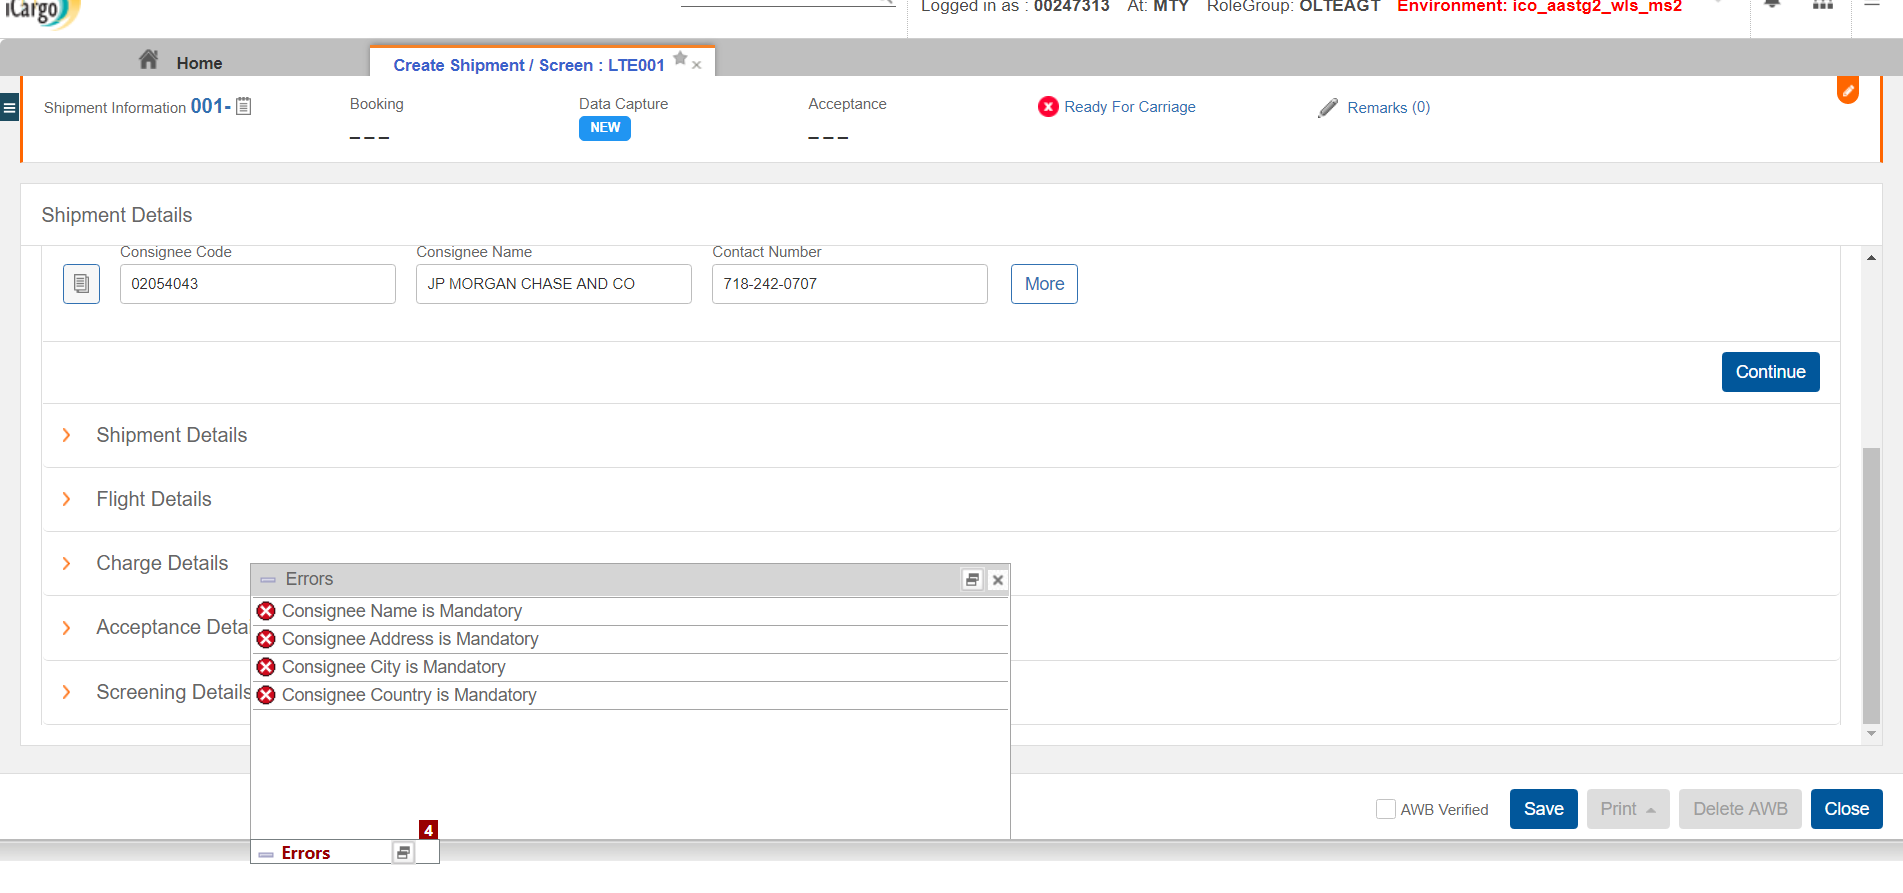 iCargo
Logged in as : 00247313 At: MTY RoleGroup: OLTEAGT Environment: ico_aastg2_wls_ms2
Home
Create Shipment / Screen : LTE001
Shipment Information 001-
Booking
Data Capture
Acceptance
Ready For Carriage
Remarks (0)
– – –
NEW
– – –
Shipment Details
Consignee Code
Consignee Name
Contact Number
02054043
JP MORGAN CHASE AND CO
718-242-0707
More
Continue
Shipment Details
Flight Details
Charge Details
Acceptance Deta
Screening Details
Errors
Consignee Name is Mandatory
Consignee Address is Mandatory
Consignee City is Mandatory
Consignee Country is Mandatory
4
Errors
AWB Verified
Save
Print
Delete AWB
Close